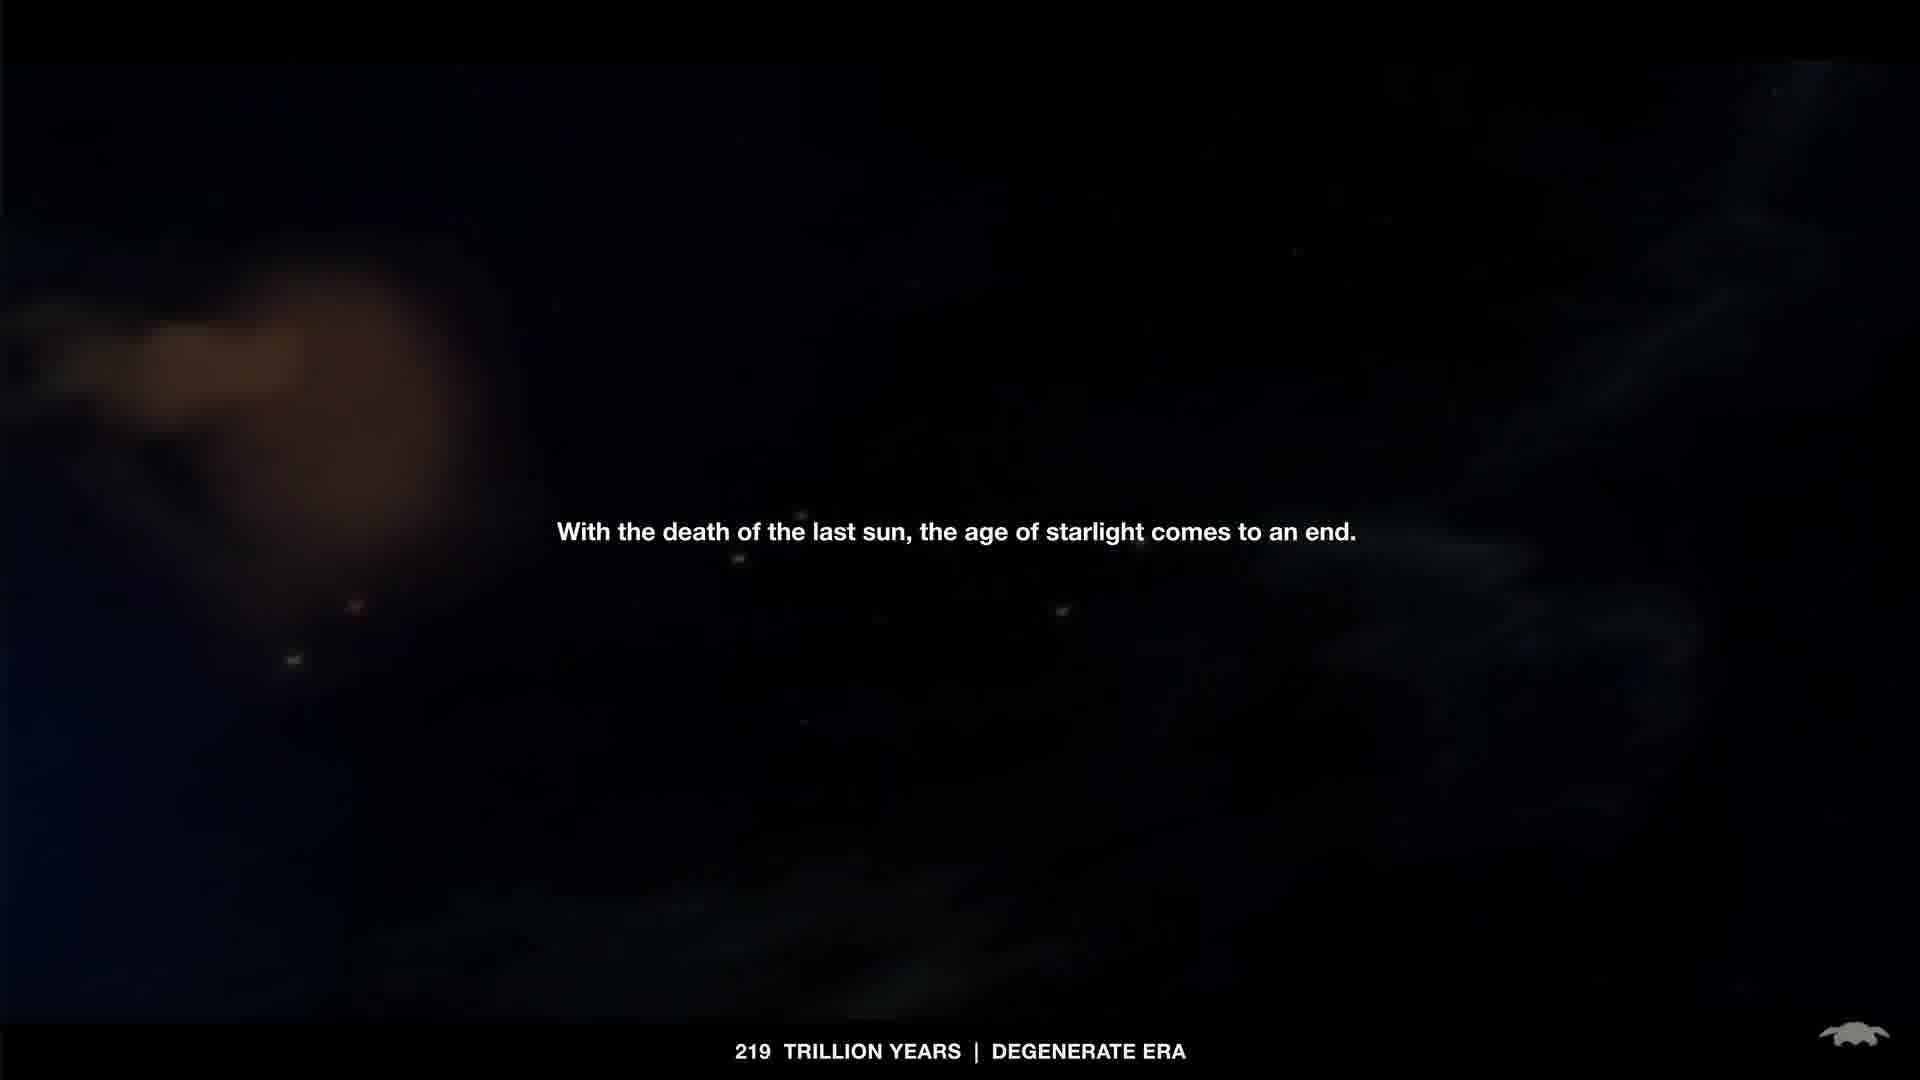 With the death of the last sun, the age of starlight comes to an end.
219 TRILLION YEARS | DEGENERATE ERA